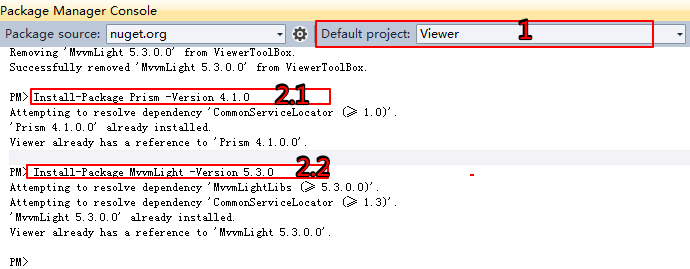 Package Manager Console
Package source: nuget.org Default project: Viewer 1
Removing 'MvvmLight 5.3.0.0' from ViewerToolBox.
Successfully removed 'MvvmLight 5.3.0.0' from ViewerToolBox.
PM> Install-Package Prism -Version 4.1.0 2.1
Attempting to resolve dependency 'CommonServiceLocator (≥ 1.0)'.
'Prism 4.1.0.0' already installed.
Viewer already has a reference to 'Prism 4.1.0.0'.
PM> Install-Package MvvmLight -Version 5.3.0 2.2
Attempting to resolve dependency 'MvvmLightLibs (≥ 5.3.0.0)'.
Attempting to resolve dependency 'CommonServiceLocator (≥ 1.3)'.
'MvvmLight 5.3.0.0' already installed.
Viewer already has a reference to 'MvvmLight 5.3.0.0'.
PM>